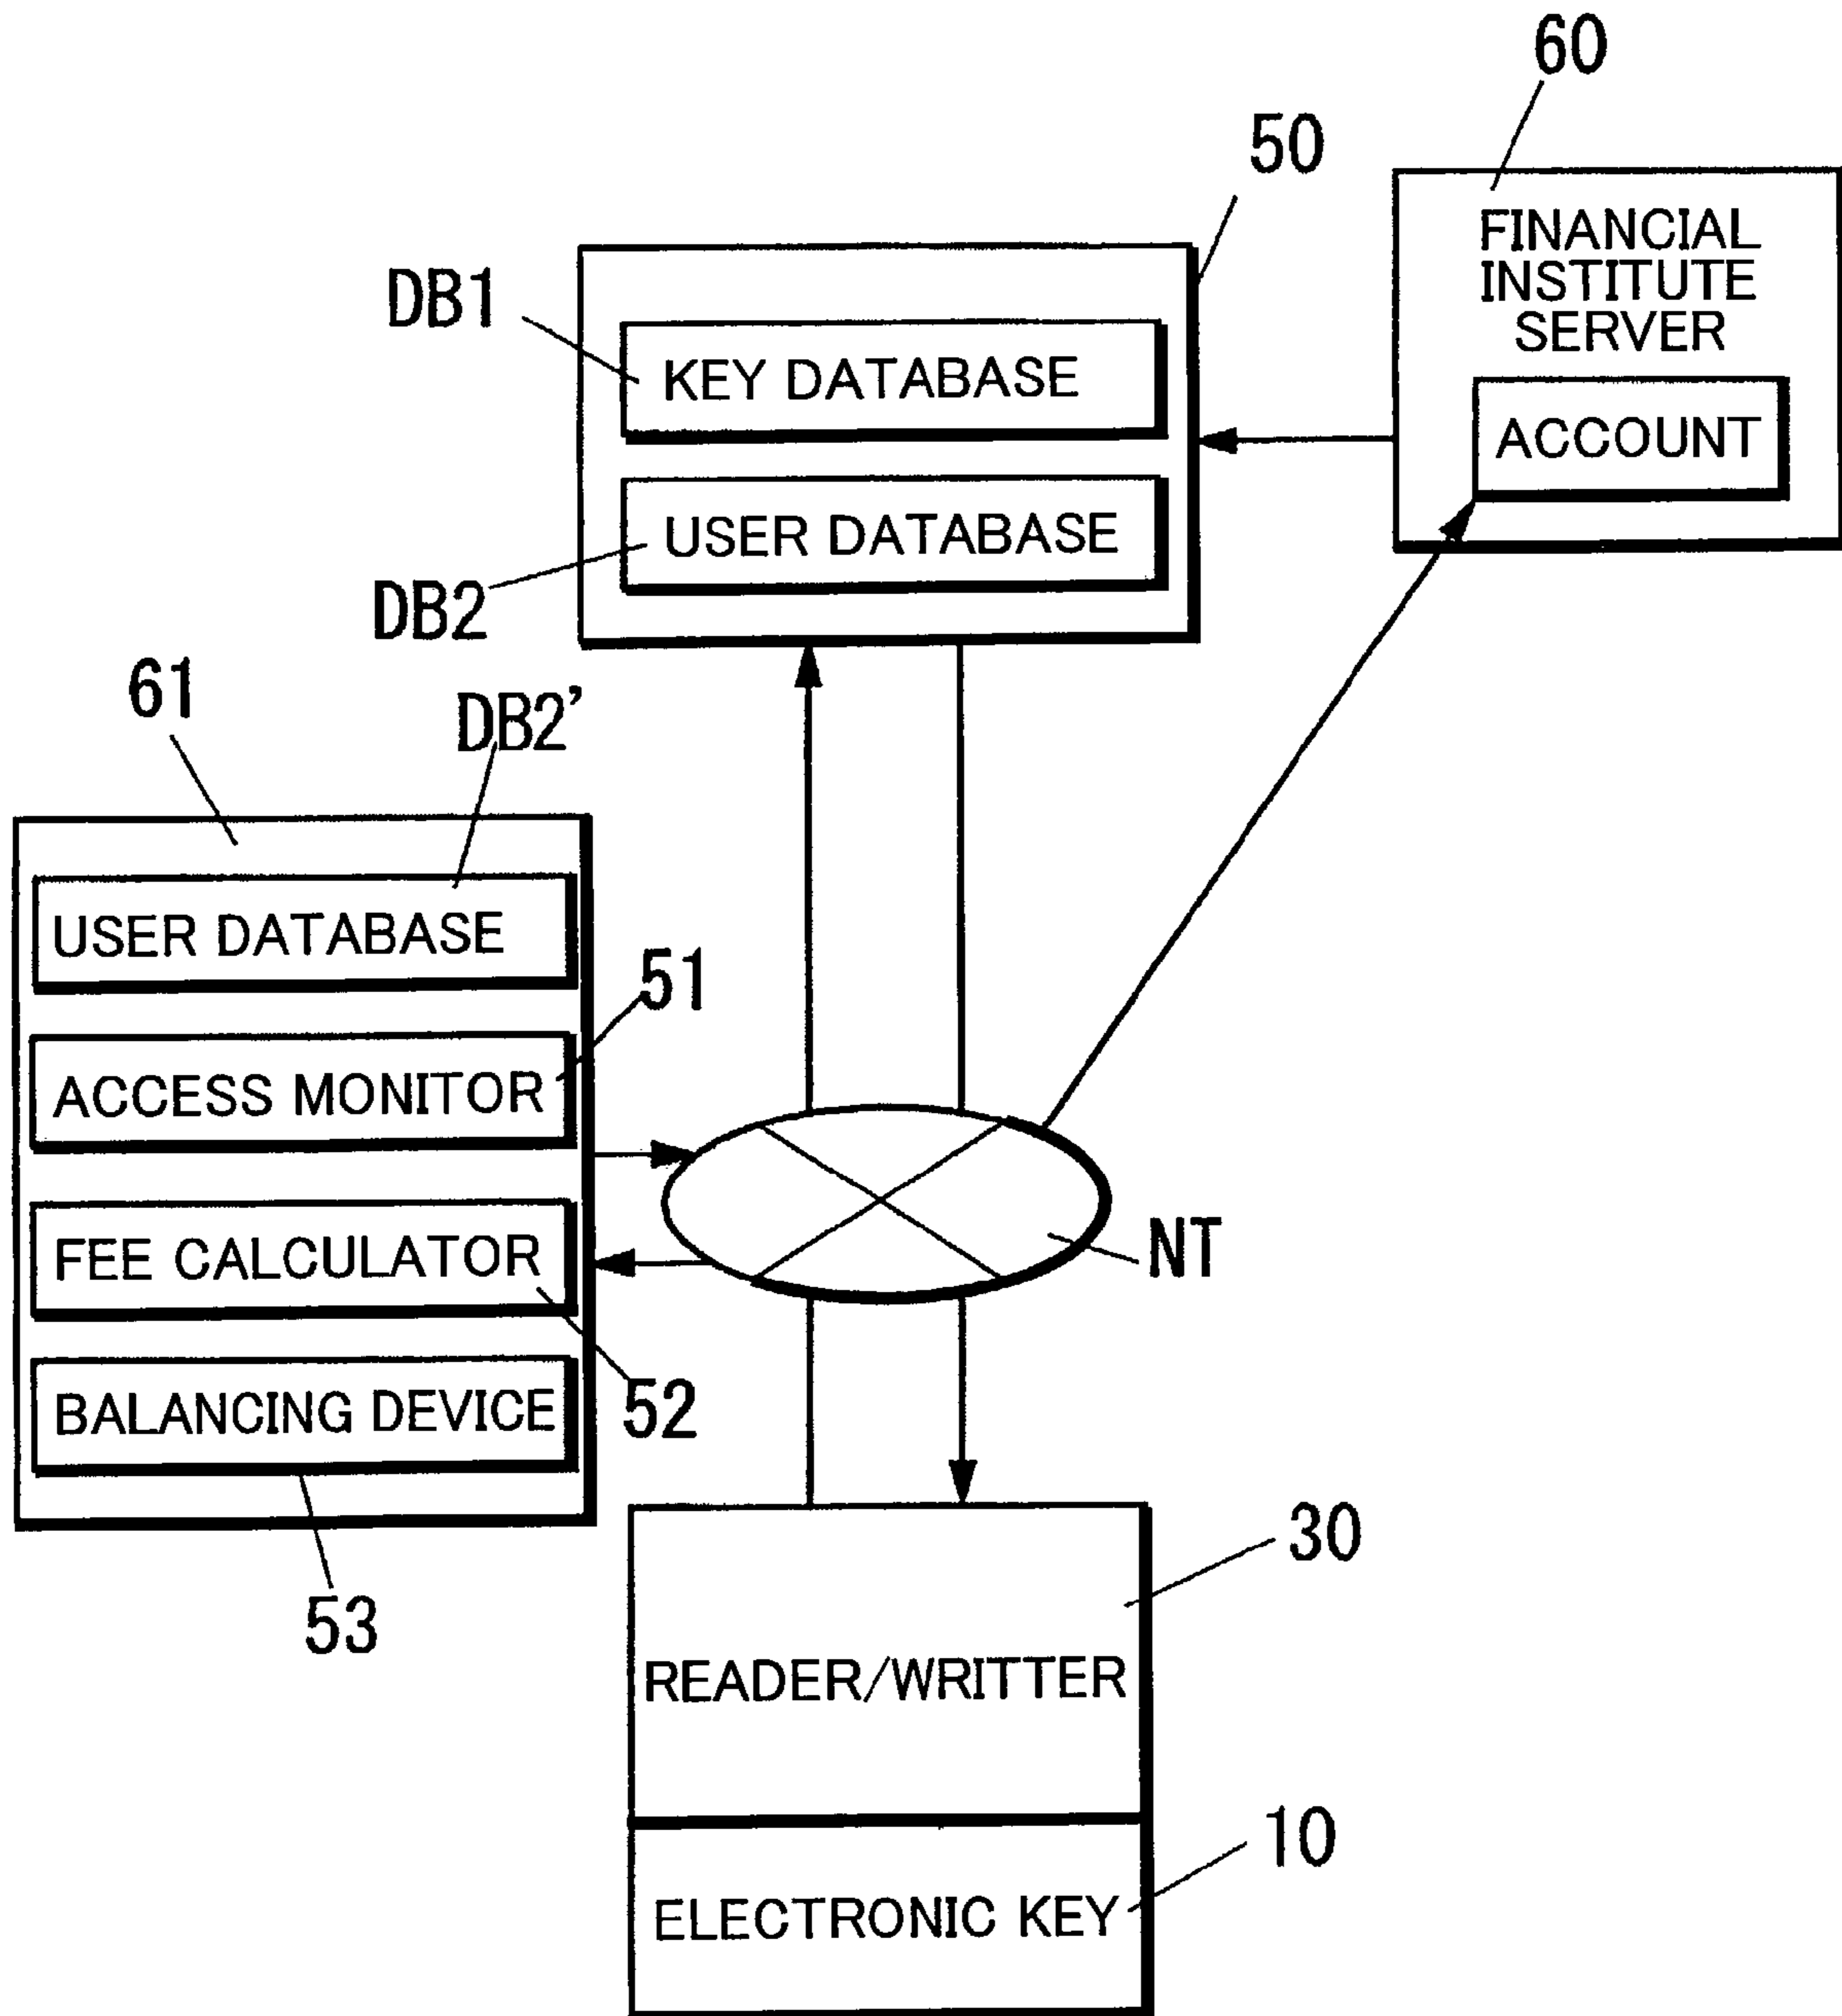 60
50
FINANCIAL
INSTITUTE
SERVER
ACCOUNT
DB1
KEY DATABASE
USER DATABASE
DB2
61
DB2'
USER DATABASE
51
ACCESS MONITOR
FEE CALCULATOR
NT
52
BALANCING DEVICE
53
30
READER/WRITTER
10
ELECTRONIC KEY